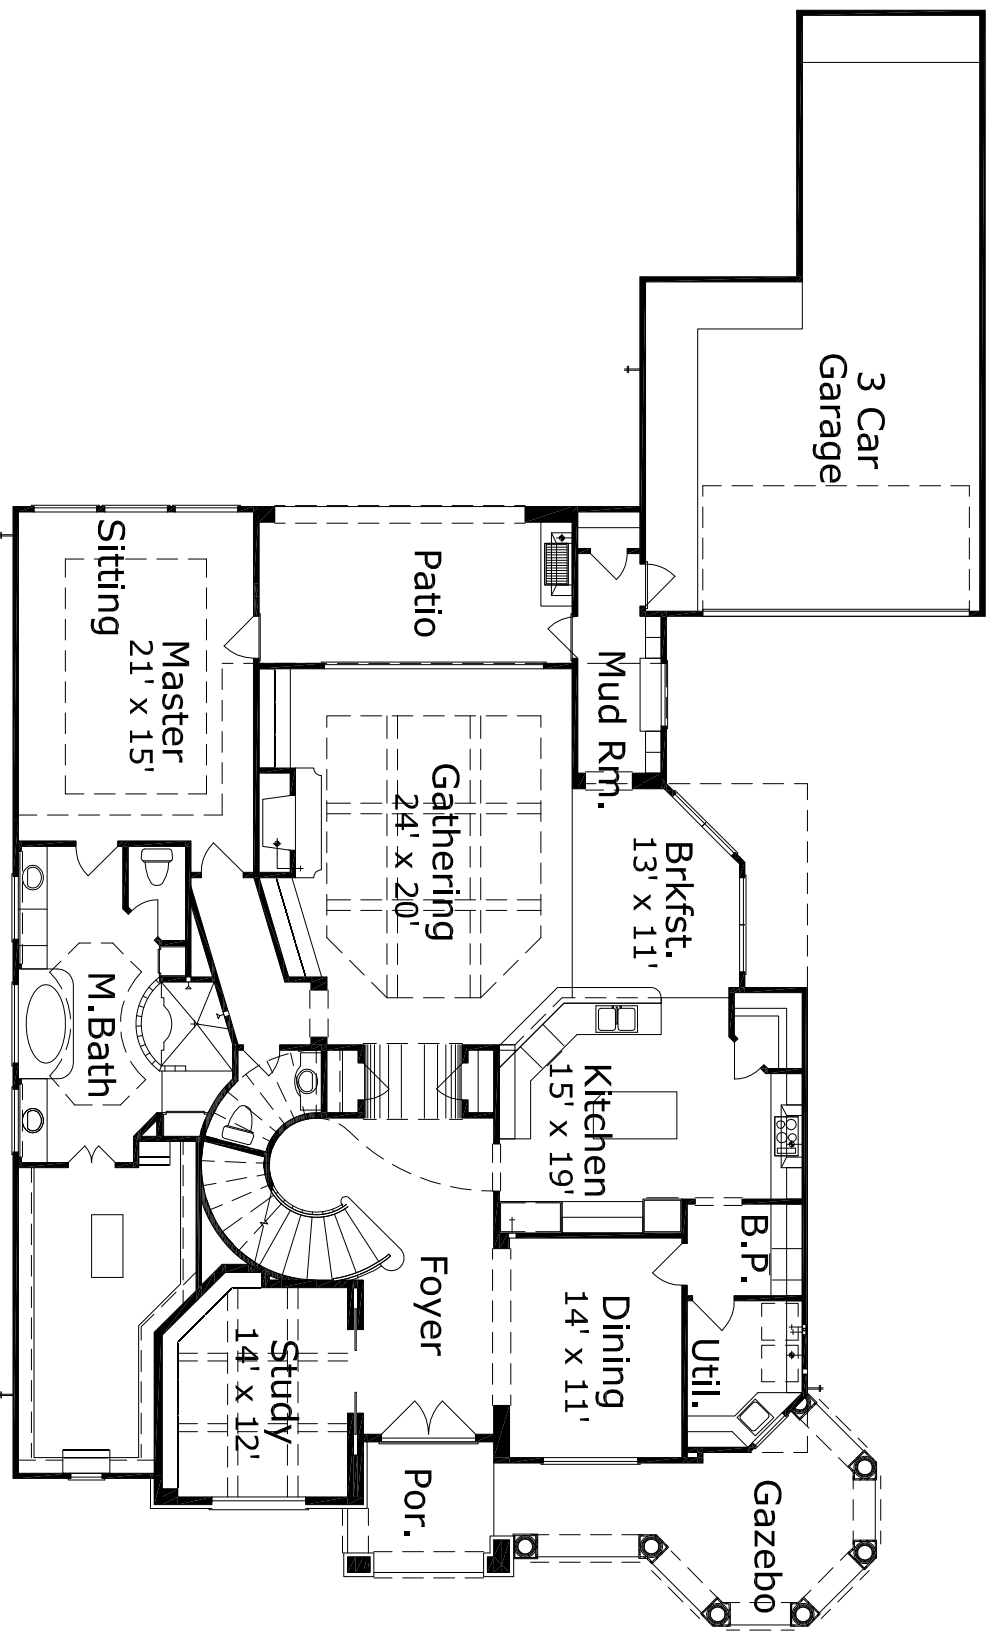 3 Car
Garage
Sitting
Master
21' x 15'
Patio
Mud Rm.
Gathering
24' x 20'
Brkfst.
13' x 11'
M.Bath
Kitchen
15' x 19'
B.P.
Foyer
Dining
14' x 11'
Util.
Study
14' x 12'
Por.
Gazebo